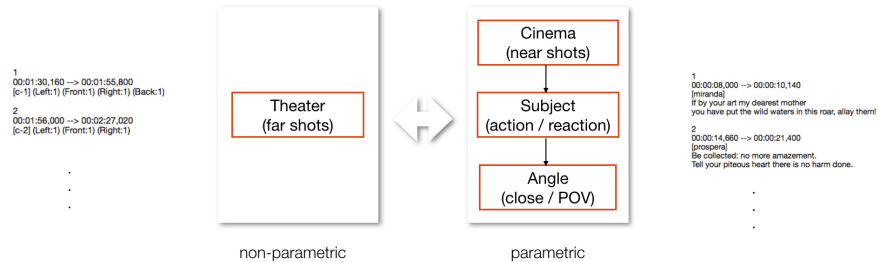 1
00:01:30,160 --> 00:01:55,800
[c-1] (Left:1) (Front:1) (Right:1) (Back:1)
2
00:01:56,000 --> 00:02:27,020
[c-2] (Left:1) (Front:1) (Right:1)
.
.
.
Theater
(far shots)
non-parametric
Cinema
(near shots)
Subject
(action / reaction)
Angle
(close / POV)
parametric
1
00:00:08,000 --> 00:00:10,140
[miranda]
If by your art my dearest mother
you have put the wild waters in this roar, allay them!
2
00:00:14,660 --> 00:00:21,400
[prospera]
Be collected: no more amazement.
Tell your piteous heart there is no harm done.
.
.
.